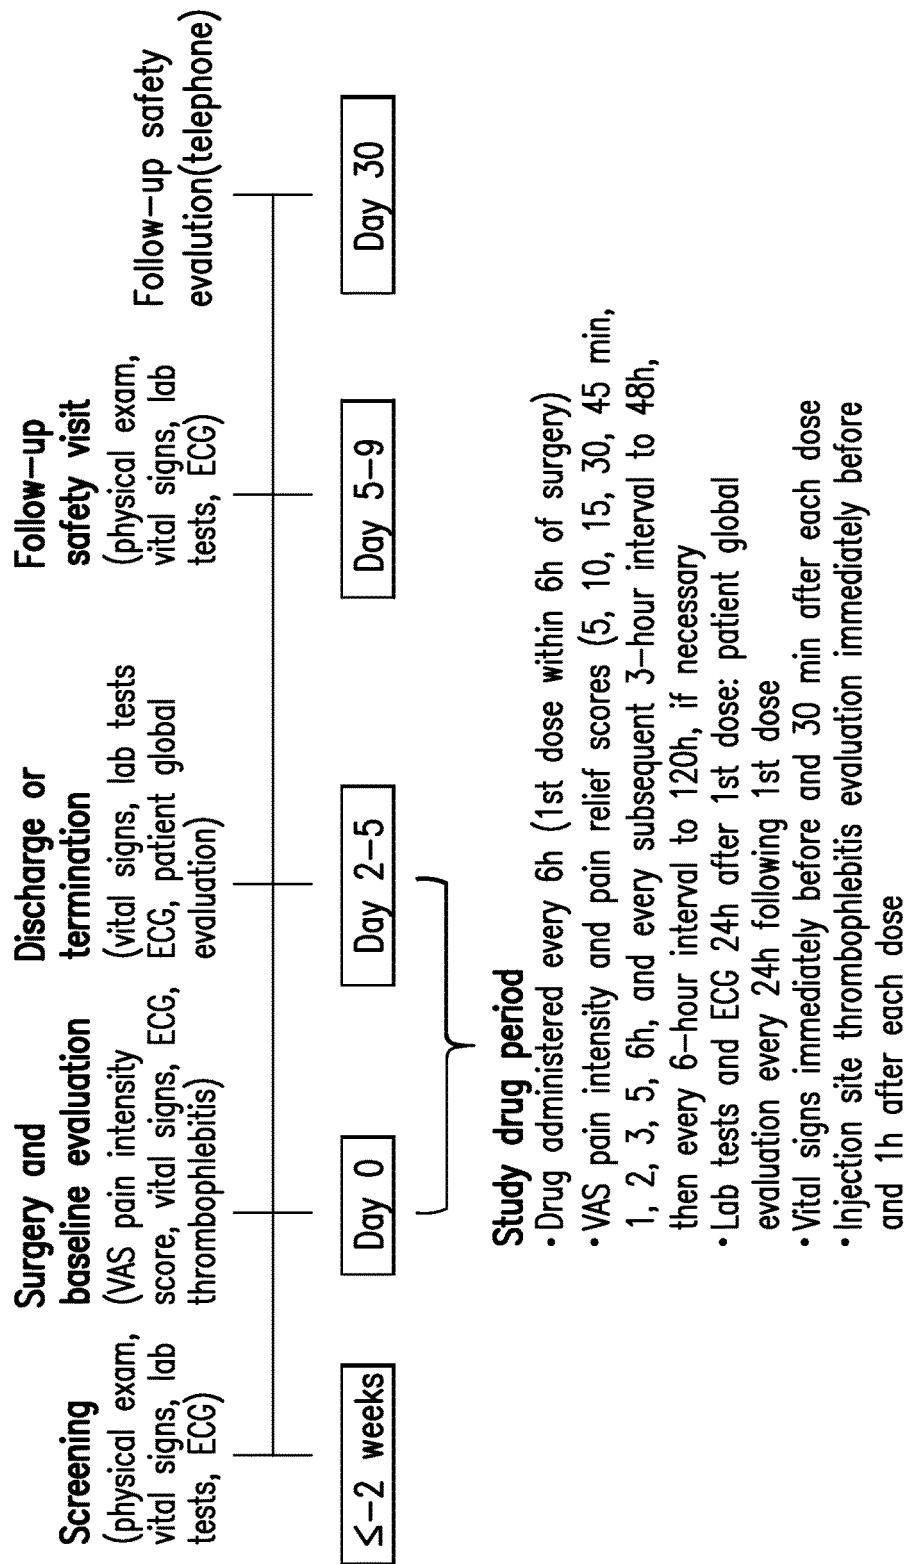 Screening
(physical exam,
vital signs, lab
tests, ECG)
Surgery and
baseline evaluation
(VAS pain intensity
score, vital signs, ECG,
thrombophlebitis)
Discharge or
termination
(vital signs, lab tests
ECG, patient global
evaluation)
Follow-up
safety visit
(physical exam,
vital signs, lab
tests, ECG)
Follow-up safety
evalution(telephone)
≤-2 weeks
Day 0
Day 2-5
Day 5-9
Day 30
Study drug period
• Drug administered every 6h (1st dose within 6h of surgery)
• VAS pain intensity and pain relief scores (5, 10, 15, 30, 45 min,
1, 2, 3, 5, 6h, and every subsequent 3-hour interval to 48h,
then every 6-hour interval to 120h, if necessary
• Lab tests and ECG 24h after 1st dose: patient global
evaluation every 24h following 1st dose
• Vital signs immediately before and 30 min after each dose
• Injection site thrombophlebitis evaluation immediately before
and 1h after each dose